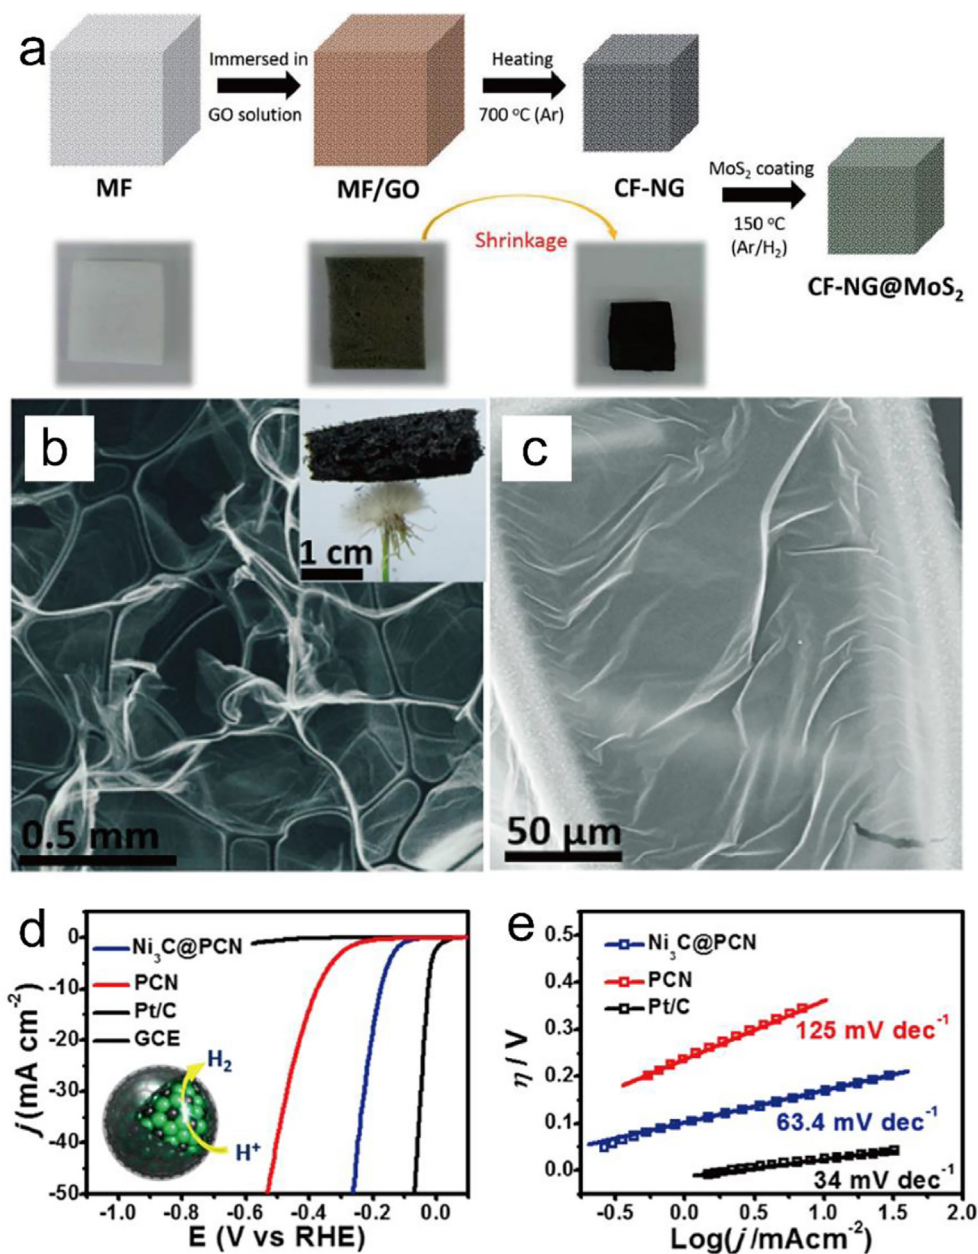 a
Immersed in
GO solution
Heating
700 °C (Ar)
MF
MF/GO
CF-NG
MoS₂ coating
150 °C
(Ar/H₂)
Shrinkage
CF-NG@MoS₂
b
1 cm
0.5 mm
c
50 μm
d
Ni₃C@PCN
PCN
Pt/C
GCE
H₂
H⁺
0
-10
-20
-30
-40
-50
j (mA cm⁻²)
-1.0
-0.8
-0.6
-0.4
-0.2
0.0
E (V vs RHE)
e
Ni₃C@PCN
PCN
Pt/C
125 mV dec⁻¹
63.4 mV dec⁻¹
34 mV dec⁻¹
0.5
0.4
0.3
0.2
0.1
0.0
η / V
-0.5
0.0
0.5
1.0
1.5
2.0
Log(j /mAcm⁻²)